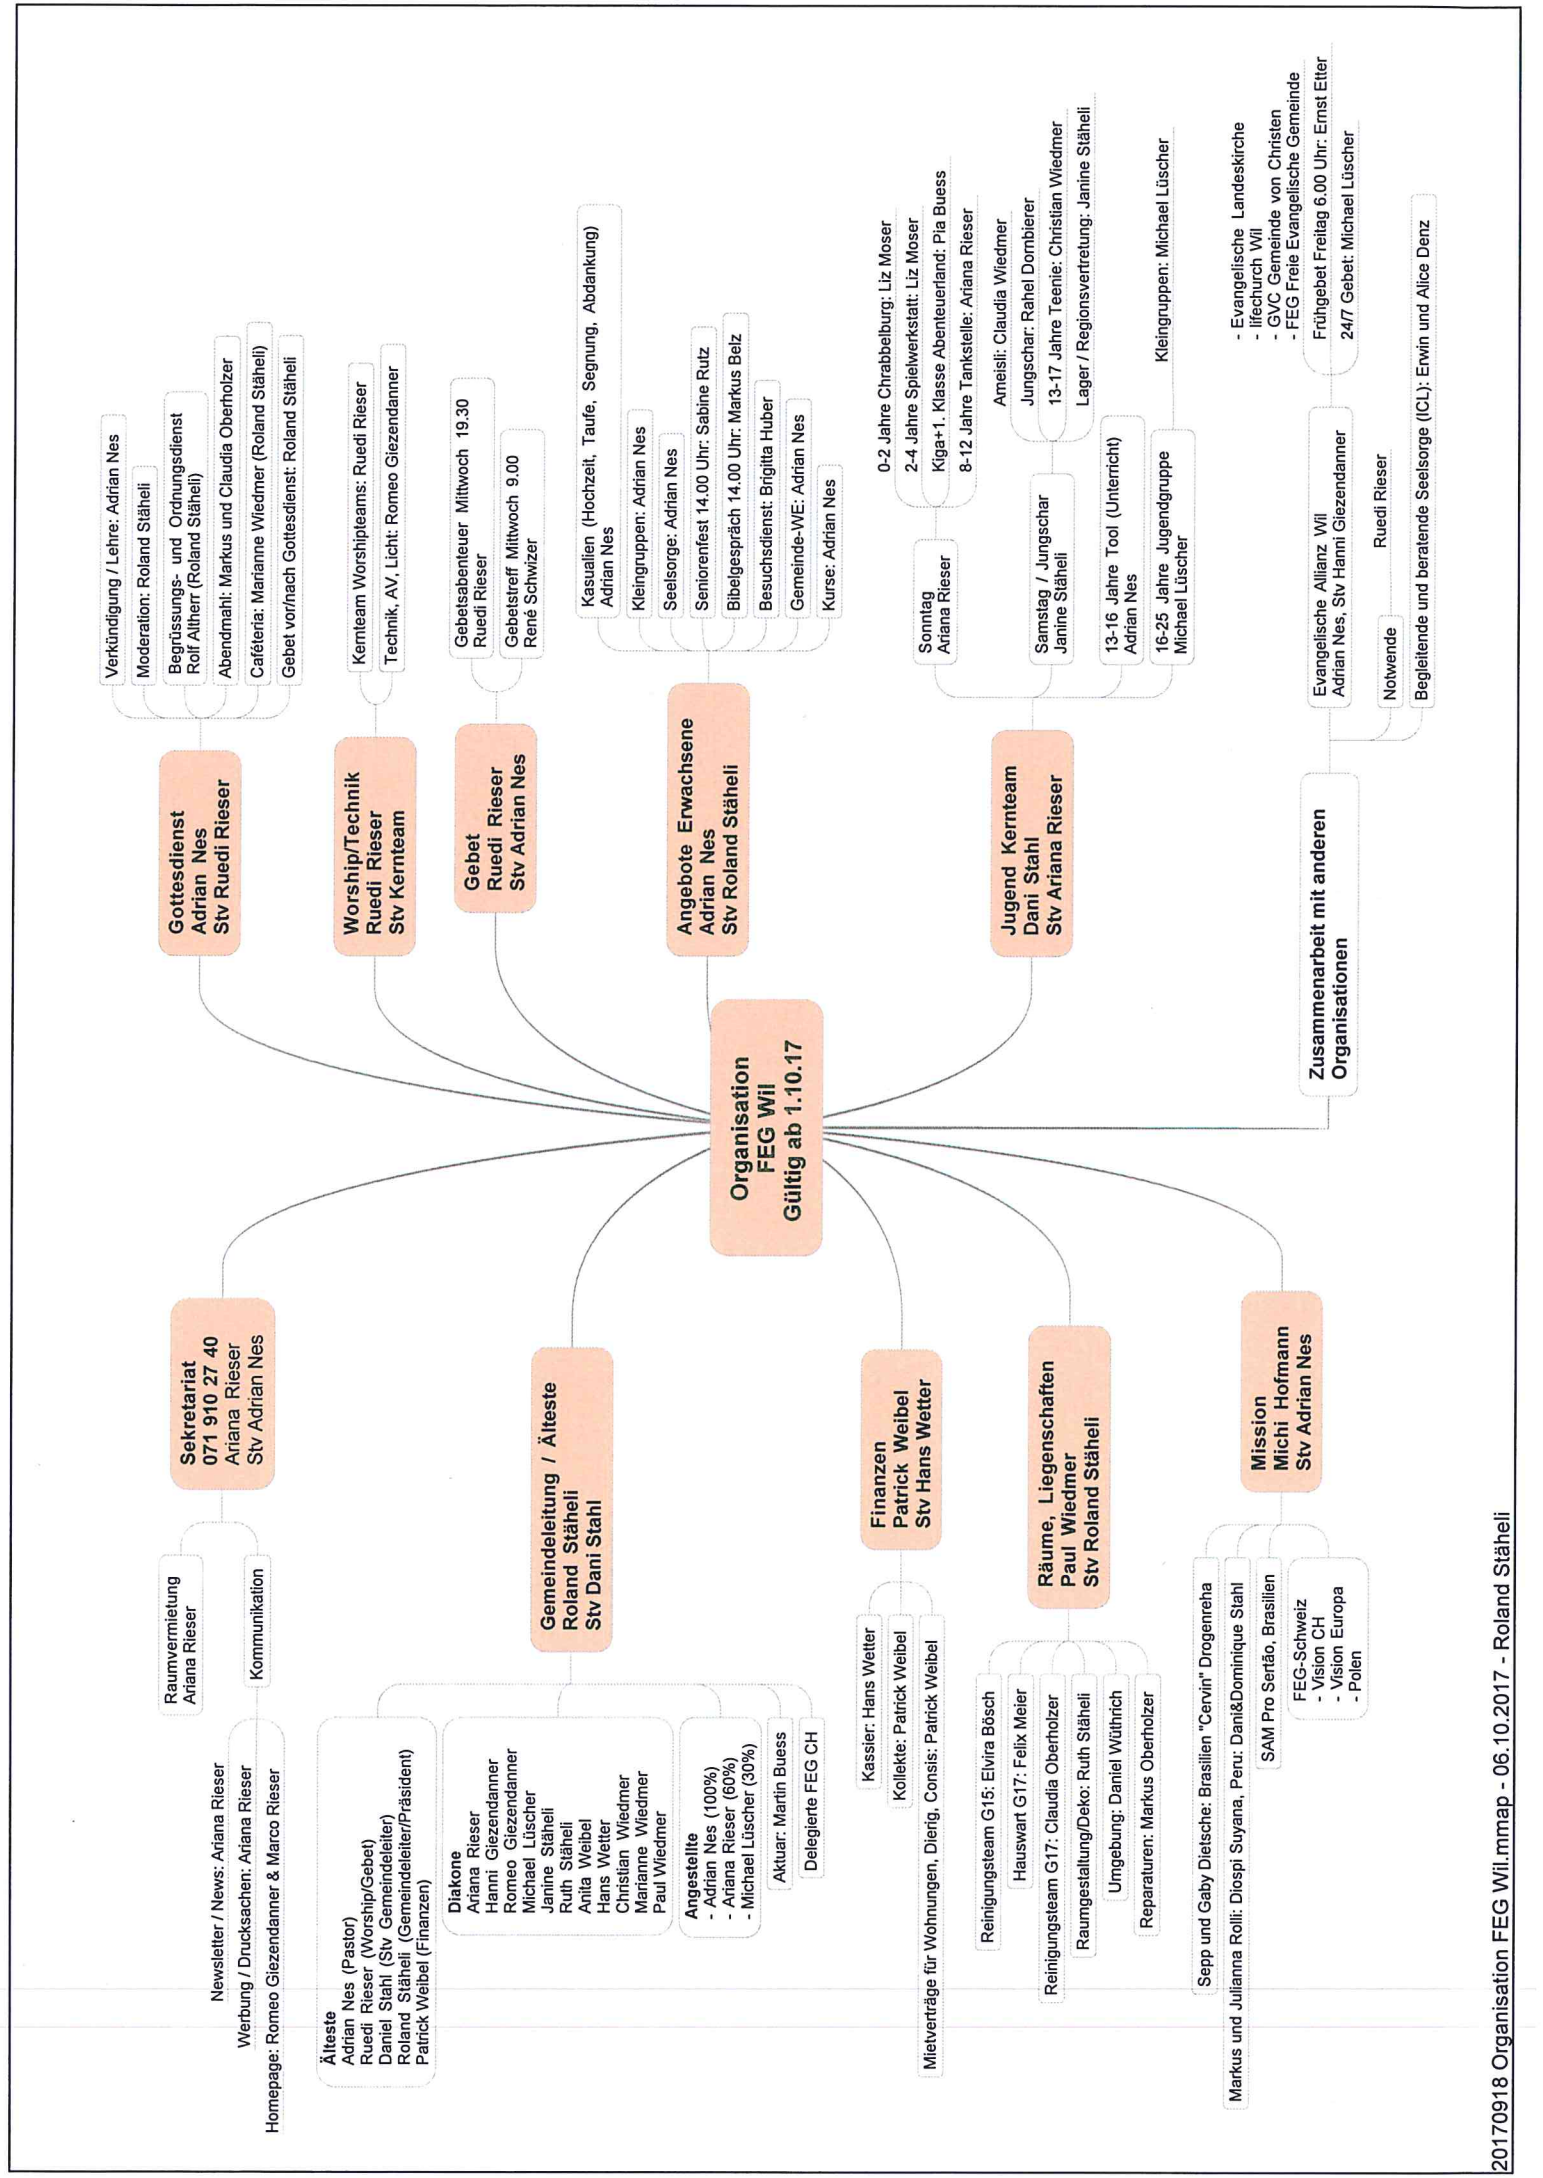 Organisation
FEG Wil
Gültig ab 1.10.17
Sekretariat
071 910 27 40
Ariana Rieser
Stv Adrian Nes
Raumvermietung
Ariana Rieser
Kommunikation
Newsletter / News: Ariana Rieser
Werbung / Drucksachen: Ariana Rieser
Homepage: Romeo Giezendanner & Marco Rieser
Gemeindeleitung / Älteste
Roland Stäheli
Stv Dani Stahl
Älteste
Adrian Nes (Pastor)
Ruedi Rieser (Worship/Gebet)
Daniel Stahl (Stv Gemeindeleiter)
Roland Stäheli (Gemeindeleiter/Präsident)
Patrick Weibel (Finanzen)
Diakone
Ariana Rieser
Hanni Giezendanner
Romeo Giezendanner
Michael Lüscher
Janine Stäheli
Ruth Stäheli
Anita Weibel
Hans Wetter
Christian Wiedmer
Marianne Wiedmer
Paul Wiedmer
Angestellte
- Adrian Nes (100%)
- Ariana Rieser (60%)
- Michael Lüscher (30%)
Aktuar: Martin Buess
Delegierte FEG CH
Finanzen
Patrick Weibel
Stv Hans Wetter
Kassier: Hans Wetter
Kollekte: Patrick Weibel
Mietverträge für Wohnungen, Dierig, Consis: Patrick Weibel
Räume, Liegenschaften
Paul Wiedmer
Stv Roland Stäheli
Reinigungsteam G15: Elvira Bösch
Hauswart G17: Felix Meier
Reinigungsteam G17: Claudia Oberholzer
Raumgestaltung/Deko: Ruth Stäheli
Umgebung: Daniel Wüthrich
Reparaturen: Markus Oberholzer
Mission
Michi Hofmann
Stv Adrian Nes
Sepp und Gaby Dietsche: Brasilien "Cervin" Drogenreha
Markus und Julianna Rolli: Diospi Suyana, Peru: Dani&Dominique Stahl
SAM Pro Sertão, Brasilien
FEG-Schweiz
- Vision CH
- Vision Europa
- Polen
Gottesdienst
Adrian Nes
Stv Ruedi Rieser
Verkündigung / Lehre: Adrian Nes
Moderation: Roland Stäheli
Begrüssungs- und Ordnungsdienst
Rolf Altherr (Roland Stäheli)
Abendmahl: Markus und Claudia Oberholzer
Caféteria: Marianne Wiedmer (Roland Stäheli)
Gebet vor/nach Gottesdienst: Roland Stäheli
Worship/Technik
Ruedi Rieser
Stv Kernteam
Kernteam Worshipteams: Ruedi Rieser
Technik, AV, Licht: Romeo Giezendanner
Gebet
Ruedi Rieser
Stv Adrian Nes
Gebetsabenteuer Mittwoch 19.30
Ruedi Rieser
Gebetstreff Mittwoch 9.00
René Schwizer
Angebote Erwachsene
Adrian Nes
Stv Roland Stäheli
Kasualien (Hochzeit, Taufe, Segnung, Abdankung)
Adrian Nes
Kleingruppen: Adrian Nes
Seelsorge: Adrian Nes
Seniorenfest 14.00 Uhr: Sabine Rutz
Bibelgespräch 14.00 Uhr: Markus Belz
Besuchsdienst: Brigitta Huber
Gemeinde-WE: Adrian Nes
Kurse: Adrian Nes
Jugend Kernteam
Dani Stahl
Stv Ariana Rieser
Sonntag
Ariana Rieser
0-2 Jahre Chrabbelburg: Liz Moser
2-4 Jahre Spielwerkstatt: Liz Moser
Kiga+1. Klasse Abenteuerland: Pia Buess
8-12 Jahre Tankstelle: Ariana Rieser
Samstag / Jungschar
Janine Stäheli
Ameisli: Claudia Wiedmer
Jungschar: Rahel Dornbierer
13-17 Jahre Teenie: Christian Wiedmer
Lager / Regionsvertretung: Janine Stäheli
13-16 Jahre Tool (Unterricht)
Adrian Nes
16-25 Jahre Jugendgruppe
Michael Lüscher
Kleingruppen: Michael Lüscher
Zusammenarbeit mit anderen
Organisationen
Evangelische Allianz Wil
Adrian Nes, Stv Hanni Giezendanner
- Evangelische Landeskirche
- lifechurch Wil
- GVC Gemeinde von Christen
- FEG Freie Evangelische Gemeinde
Frühgebet Freitag 6.00 Uhr: Ernst Etter
24/7 Gebet: Michael Lüscher
Notwende
Ruedi Rieser
Begleitende und beratende Seelsorge (ICL): Erwin und Alice Denz
20170918 Organisation FEG Wil.mmap - 06.10.2017 - Roland Stäheli